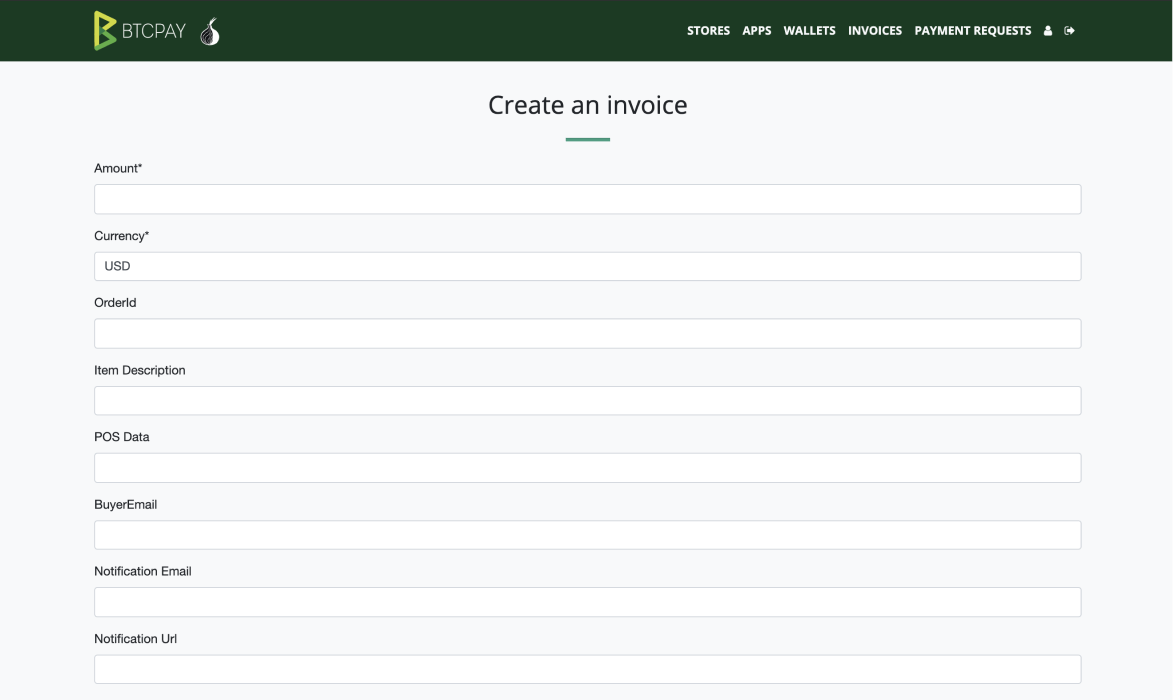 BTCPAY
STORES APPS WALLETS INVOICES PAYMENT REQUESTS
Create an invoice
Amount*
Currency*
USD
OrderId
Item Description
POS Data
BuyerEmail
Notification Email
Notification Url